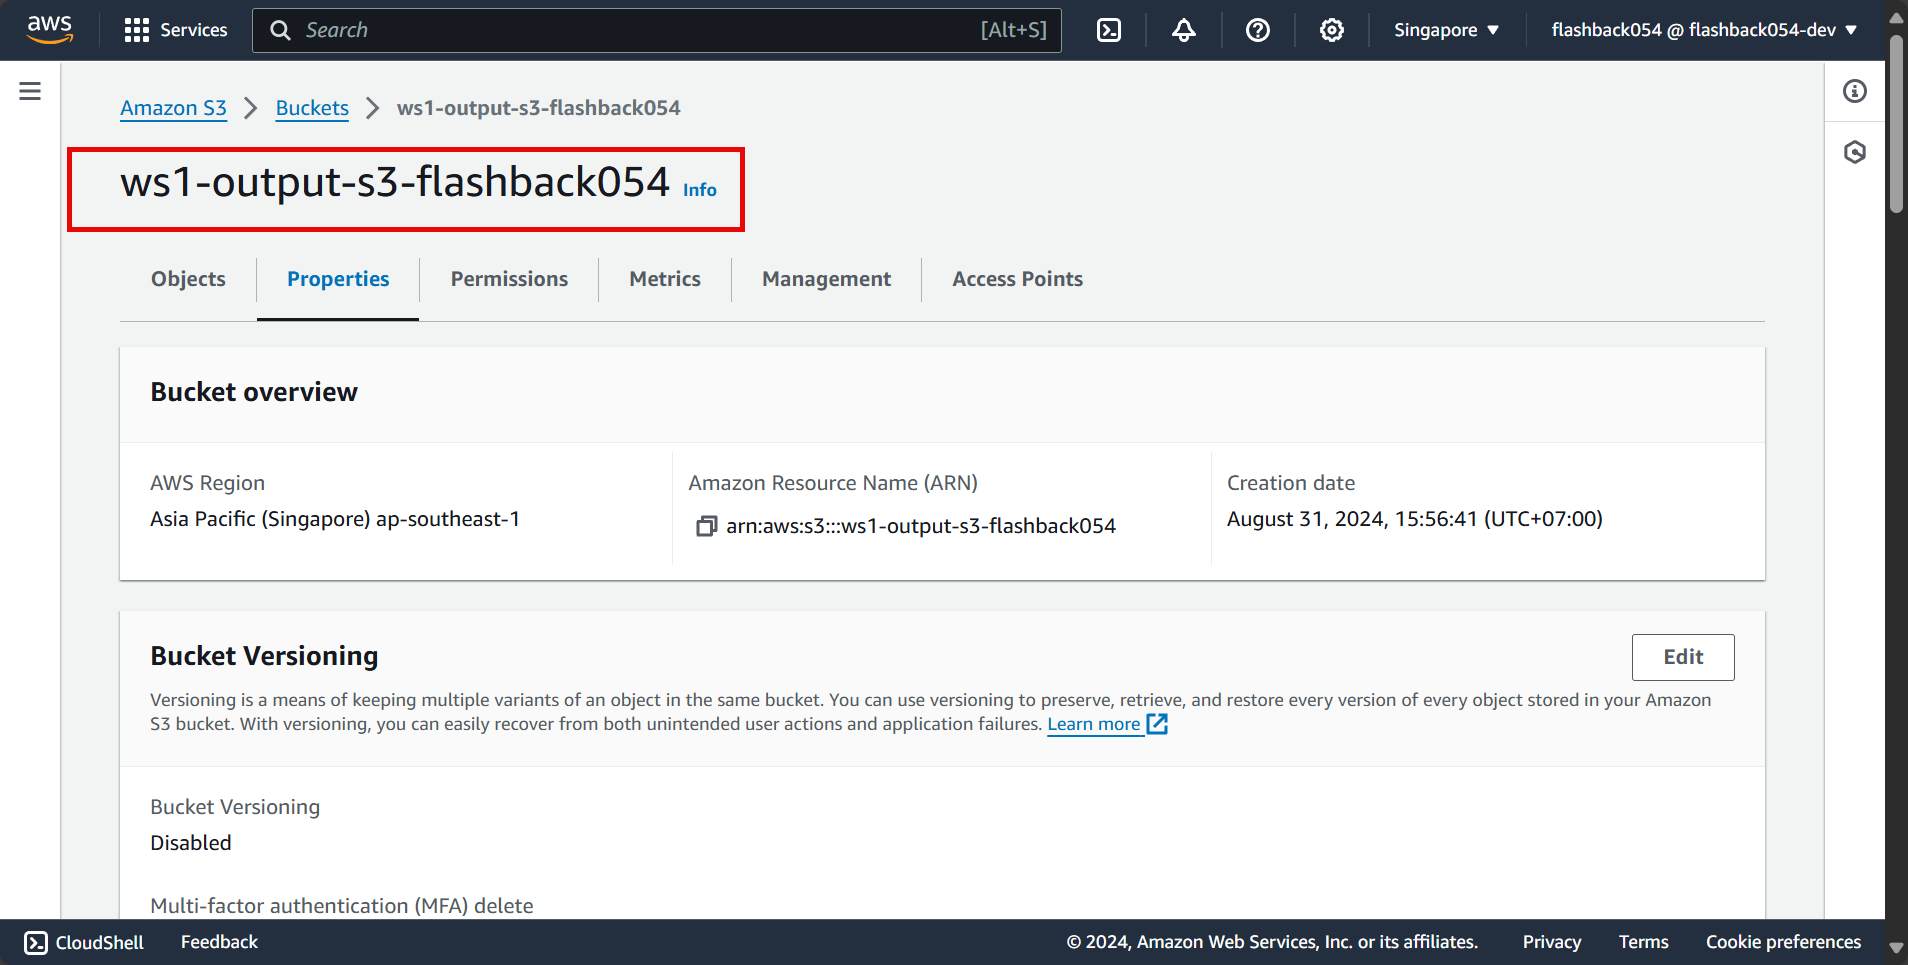 aws Services Search [Alt+S] Singapore flashback054 @ flashback054-dev
Amazon S3 Buckets ws1-output-s3-flashback054
ws1-output-s3-flashback054 Info
Objects Properties Permissions Metrics Management Access Points
Bucket overview
AWS Region
Asia Pacific (Singapore) ap-southeast-1
Amazon Resource Name (ARN)
arn:aws:s3:::ws1-output-s3-flashback054
Creation date
August 31, 2024, 15:56:41 (UTC+07:00)
Bucket Versioning
Edit
Versioning is a means of keeping multiple variants of an object in the same bucket. You can use versioning to preserve, retrieve, and restore every version of every object stored in your Amazon
S3 bucket. With versioning, you can easily recover from both unintended user actions and application failures. Learn more
Bucket Versioning
Disabled
Multi-factor authentication (MFA) delete
CloudShell Feedback © 2024, Amazon Web Services, Inc. or its affiliates. Privacy Terms Cookie preferences